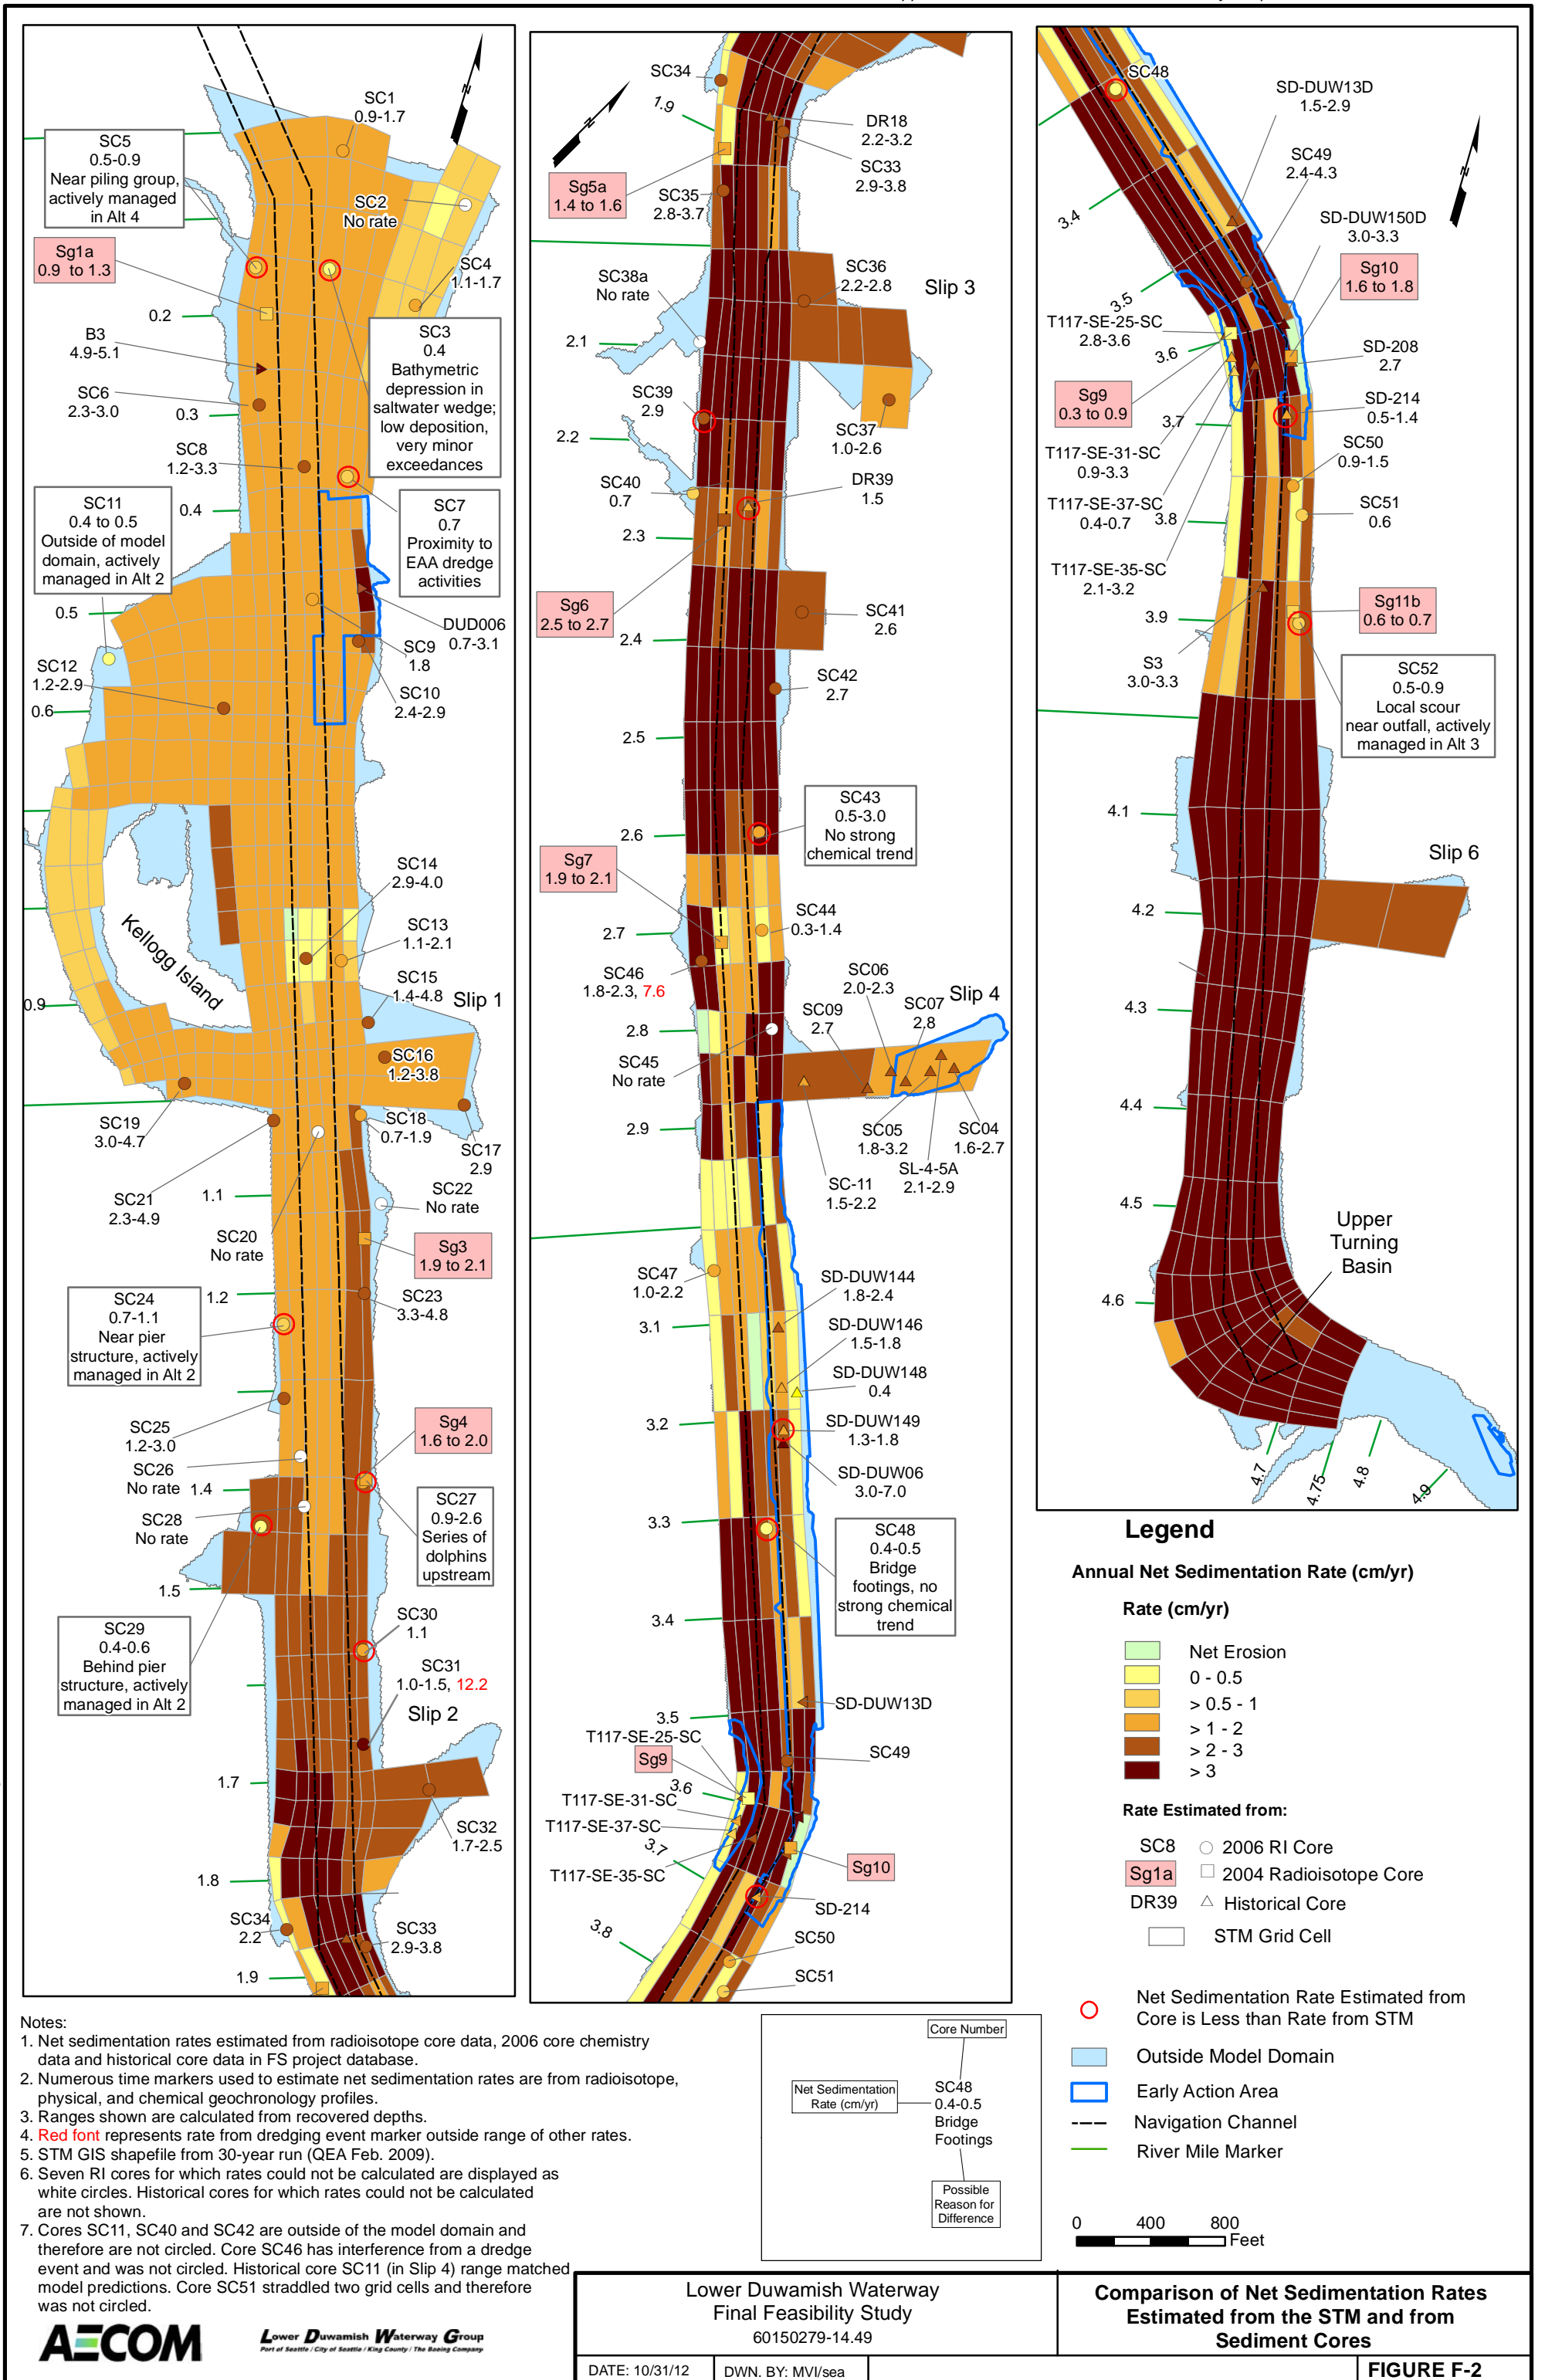 SC1
0.9-1.7
SC5
0.5-0.9
Near piling group,
actively managed
in Alt 4
SC2
No rate
Sg1a
0.9 to 1.3
SC4
1.1-1.7
0.2
B3
4.9-5.1
SC3
0.4
Bathymetric
depression in
saltwater wedge;
low deposition,
very minor
exceedances
SC6
2.3-3.0
0.3
SC8
1.2-3.3
SC11
0.4 to 0.5
Outside of model
domain, actively
managed in Alt 2
0.4
SC7
0.7
Proximity to
EAA dredge
activities
0.5
DUD006
0.7-3.1
SC9
1.8
SC12
1.2-2.9
SC10
2.4-2.9
0.6
SC14
2.9-4.0
Kellogg Island
SC13
1.1-2.1
SC15
1.4-4.8
Slip 1
0.9
SC16
1.2-3.8
SC19
3.0-4.7
SC18
0.7-1.9
SC17
2.9
SC21
2.3-4.9
1.1
SC22
No rate
SC20
No rate
Sg3
1.9 to 2.1
SC24
0.7-1.1
Near pier
structure, actively
managed in Alt 2
1.2
SC23
3.3-4.8
SC25
1.2-3.0
Sg4
1.6 to 2.0
SC26
No rate
1.4
SC28
No rate
SC27
0.9-2.6
Series of
dolphins
upstream
1.5
SC29
0.4-0.6
Behind pier
structure, actively
managed in Alt 2
SC30
1.1
SC31
1.0-1.5, 12.2
Slip 2
1.7
SC32
1.7-2.5
1.8
SC34
2.2
SC33
2.9-3.8
1.9
SC34
1.9
DR18
2.2-3.2
SC33
2.9-3.8
Sg5a
1.4 to 1.6
SC35
2.8-3.7
SC38a
No rate
SC36
2.2-2.8
Slip 3
2.1
SC39
2.9
SC37
1.0-2.6
2.2
SC40
0.7
DR39
1.5
2.3
Sg6
2.5 to 2.7
SC41
2.6
2.4
SC42
2.7
2.5
SC43
0.5-3.0
No strong
chemical trend
2.6
Sg7
1.9 to 2.1
SC44
0.3-1.4
2.7
SC46
1.8-2.3, 7.6
SC06
2.0-2.3
SC07
2.8
Slip 4
SC09
2.7
2.8
SC45
No rate
2.9
SC05
1.8-3.2
SC04
1.6-2.7
SL-4-5A
2.1-2.9
SC-11
1.5-2.2
SC47
1.0-2.2
SD-DUW144
1.8-2.4
3.1
SD-DUW146
1.5-1.8
SD-DUW148
0.4
3.2
SD-DUW149
1.3-1.8
SD-DUW06
3.0-7.0
3.3
SC48
0.4-0.5
Bridge
footings, no
strong chemical
trend
3.4
SD-DUW13D
3.5
T117-SE-25-SC
SC49
Sg9
3.6
T117-SE-31-SC
T117-SE-37-SC
3.7
T117-SE-35-SC
Sg10
SD-214
3.8
SC50
SC51
SC48
SD-DUW13D
1.5-2.9
SC49
2.4-4.3
3.4
SD-DUW150D
3.0-3.3
Sg10
1.6 to 1.8
3.5
T117-SE-25-SC
2.8-3.6
3.6
SD-208
2.7
Sg9
0.3 to 0.9
SD-214
0.5-1.4
3.7
T117-SE-31-SC
0.9-3.3
SC50
0.9-1.5
T117-SE-37-SC
0.4-0.7
3.8
SC51
0.6
T117-SE-35-SC
2.1-3.2
3.9
Sg11b
0.6 to 0.7
S3
3.0-3.3
SC52
0.5-0.9
Local scour
near outfall, actively
managed in Alt 3
4.1
Slip 6
4.2
4.3
4.4
4.5
Upper
Turning
Basin
4.6
4.7
4.75
4.8
4.9
Legend
Annual Net Sedimentation Rate (cm/yr)
Rate (cm/yr)
Net Erosion
0 - 0.5
> 0.5 - 1
> 1 - 2
> 2 - 3
> 3
Rate Estimated from:
SC8 2006 RI Core
Sg1a 2004 Radioisotope Core
DR39 Historical Core
STM Grid Cell
Net Sedimentation Rate Estimated from
Core is Less than Rate from STM
Outside Model Domain
Early Action Area
Navigation Channel
River Mile Marker
0 400 800
Feet
Notes:
1. Net sedimentation rates estimated from radioisotope core data, 2006 core chemistry
data and historical core data in FS project database.
2. Numerous time markers used to estimate net sedimentation rates are from radioisotope,
physical, and chemical geochronology profiles.
3. Ranges shown are calculated from recovered depths.
4. Red font represents rate from dredging event marker outside range of other rates.
5. STM GIS shapefile from 30-year run (QEA Feb. 2009).
6. Seven RI cores for which rates could not be calculated are displayed as
white circles. Historical cores for which rates could not be calculated
are not shown.
7. Cores SC11, SC40 and SC42 are outside of the model domain and
therefore are not circled. Core SC46 has interference from a dredge
event and was not circled. Historical core SC11 (in Slip 4) range matched
model predictions. Core SC51 straddled two grid cells and therefore
was not circled.
Core Number
Net Sedimentation
Rate (cm/yr)
SC48
0.4-0.5
Bridge
Footings
Possible
Reason for
Difference
AECOM
Lower Duwamish Waterway Group
Port of Seattle / City of Seattle / King County / The Boeing Company
Lower Duwamish Waterway
Final Feasibility Study
60150279-14.49
Comparison of Net Sedimentation Rates
Estimated from the STM and from
Sediment Cores
DATE: 10/31/12
DWN. BY: MVI/sea
FIGURE F-2